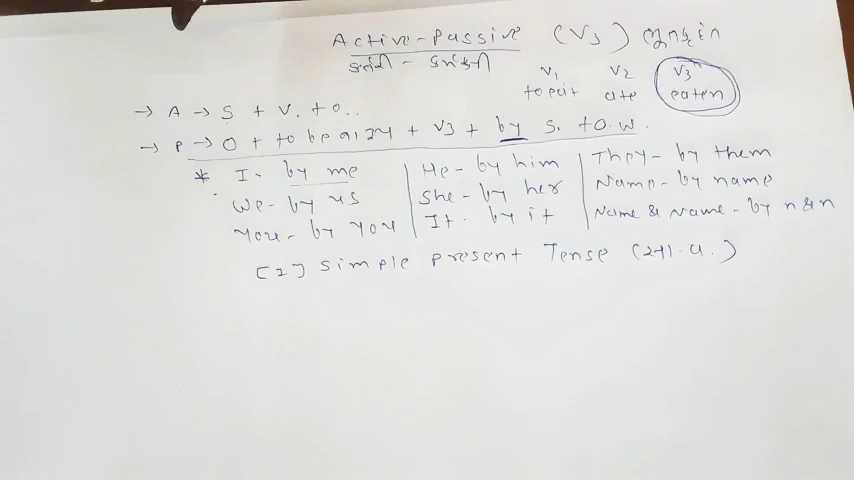 Active-Passive (V3) ભૂતકૃદંત
કર્તરી - કર્મણી
V1 V2 V3
to eat ate eaten
→ A → S + V. + o..
→ P → O + to be નાં રૂપ + V3 + by S. + O. W.
* I - by me He - by him They - by them
We - by us She - by her Name - by name
You - by you It - by it Name & Name - by n & n
[1] Simple Present Tense (સા.વ.)